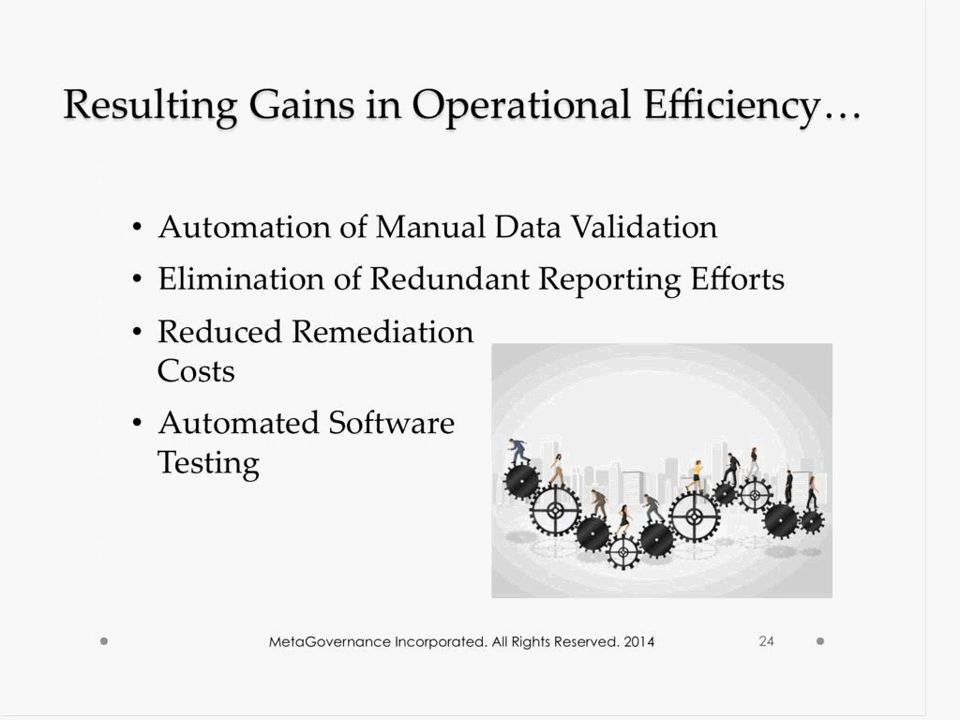 Resulting Gains in Operational Efficiency…
• Automation of Manual Data Validation
• Elimination of Redundant Reporting Efforts
• Reduced Remediation
Costs
• Automated Software
Testing
MetaGovernance Incorporated. All Rights Reserved. 2014
24